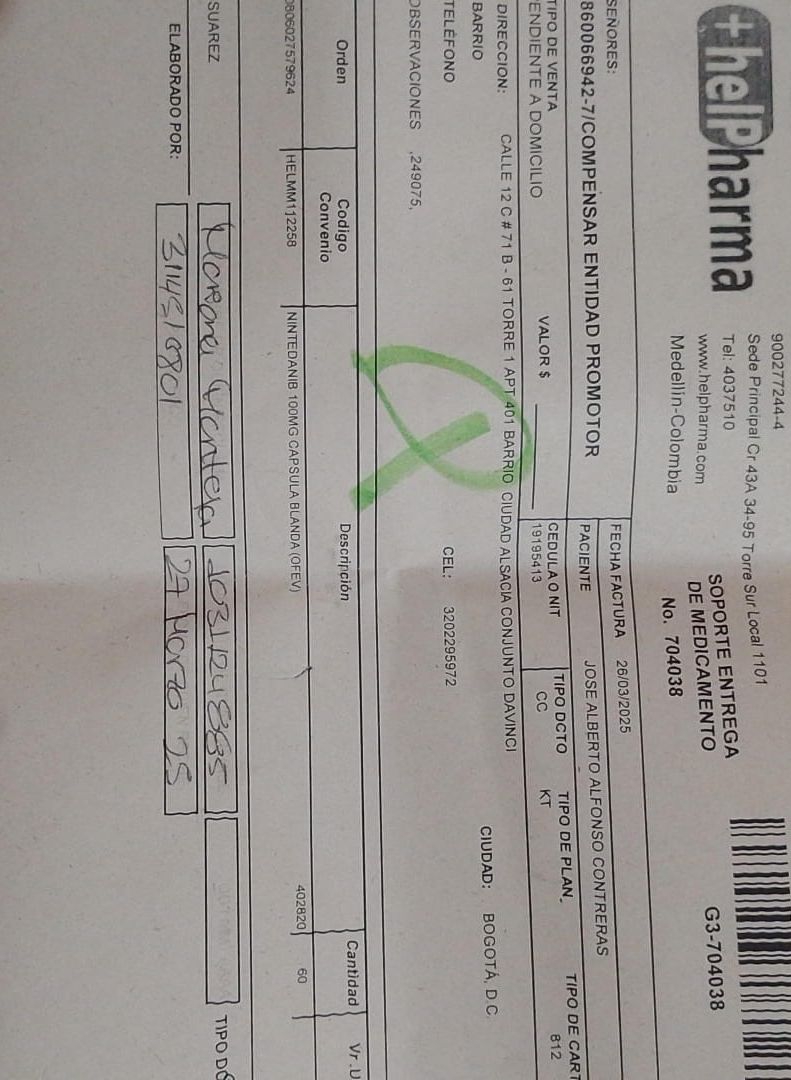 +helPharma
900277244-4
Sede Principal Cr 43A 34-95 Torre Sur Local 1101
Tel: 4037510
www.helpharma.com
Medellin-Colombia
SOPORTE ENTREGA
DE MEDICAMENTO
No. 704038
G3-704038
SEÑORES:
860066942-7/COMPENSAR ENTIDAD PROMOTOR
FECHA FACTURA 26/03/2025
PACIENTE JOSE ALBERTO ALFONSO CONTRERAS
TIPO DE VENTA
PENDIENTE A DOMICILIO
VALOR $
CEDULA O NIT
19195413
TIPO DCTO
CC
TIPO DE PLAN.
KT
TIPO DE CART
812
DIRECCION: CALLE 12 C # 71 B - 61 TORRE 1 APT 401 BARRIO CIUDAD ALSACIA CONJUNTO DAVINCI
BARRIO
CIUDAD: BOGOTÁ, D.C.
TELÉFONO
CEL: 3202295972
OBSERVACIONES ,249075,
Orden
Codigo Convenio
Descripción
Cantidad
Vr .U
0806027579624 HELMM112258 NINTEDANIB 100MG CAPSULA BLANDA (OFEV) 402820 60
SUAREZ
1031124885
TIPO DO
ELABORADO POR:
3114519801
27 Marzo 25